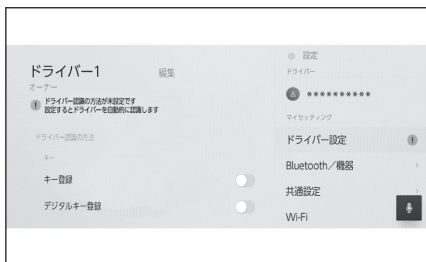 ドライバー1 編集
オーナー
ドライバー認識の方法が未設定です
設定するとドライバーを自動的に認識します
ドライバー認識の方法
キー
キー登録
デジタルキー登録
設定
ドライバー
**********
マイセッティング
ドライバー設定
Bluetooth／機器
共通設定
Wi-Fi